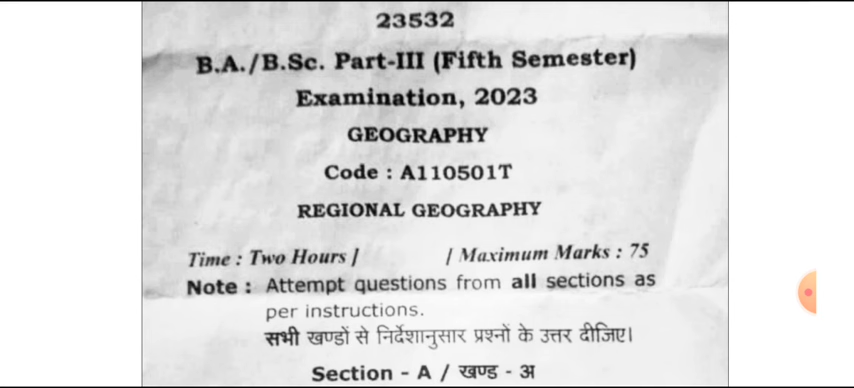 23532
B.A./B.Sc. Part-III (Fifth Semester)
Examination, 2023
GEOGRAPHY
Code : A110501T
REGIONAL GEOGRAPHY
Time : Two Hours ] [ Maximum Marks : 75
Note : Attempt questions from all sections as
per instructions.
सभी खण्डों से निर्देशानुसार प्रश्नों के उत्तर दीजिए।
Section - A / खण्ड - अ